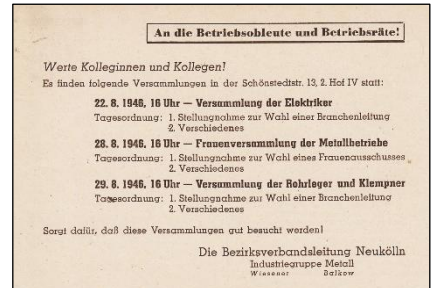 An die Betriebsobleute und Betriebsräte!
Werte Kolleginnen und Kollegen!
Es finden folgende Versammlungen in der Schönstedtstr. 13, 2. Hof IV statt:
22. 8. 1946, 16 Uhr — Versammlung der Elektriker
Tagesordnung: 1. Stellungnahme zur Wahl einer Branchenleitung
2. Verschiedenes
28. 8. 1946, 16 Uhr — Frauenversammlung der Metallbetriebe
Tagesordnung: 1. Stellungnahme zur Wahl eines Frauenausschusses
2. Verschiedenes
29. 8. 1946, 16 Uhr — Versammlung der Rohrleger und Klempner
Tagesordnung: 1. Stellungnahme zur Wahl einer Branchenleitung
2. Verschiedenes
Sorgt dafür, daß diese Versammlungen gut besucht werden!
Die Bezirksverbandsleitung Neukölln
Industriegruppe Metall
Wiesener Balkow